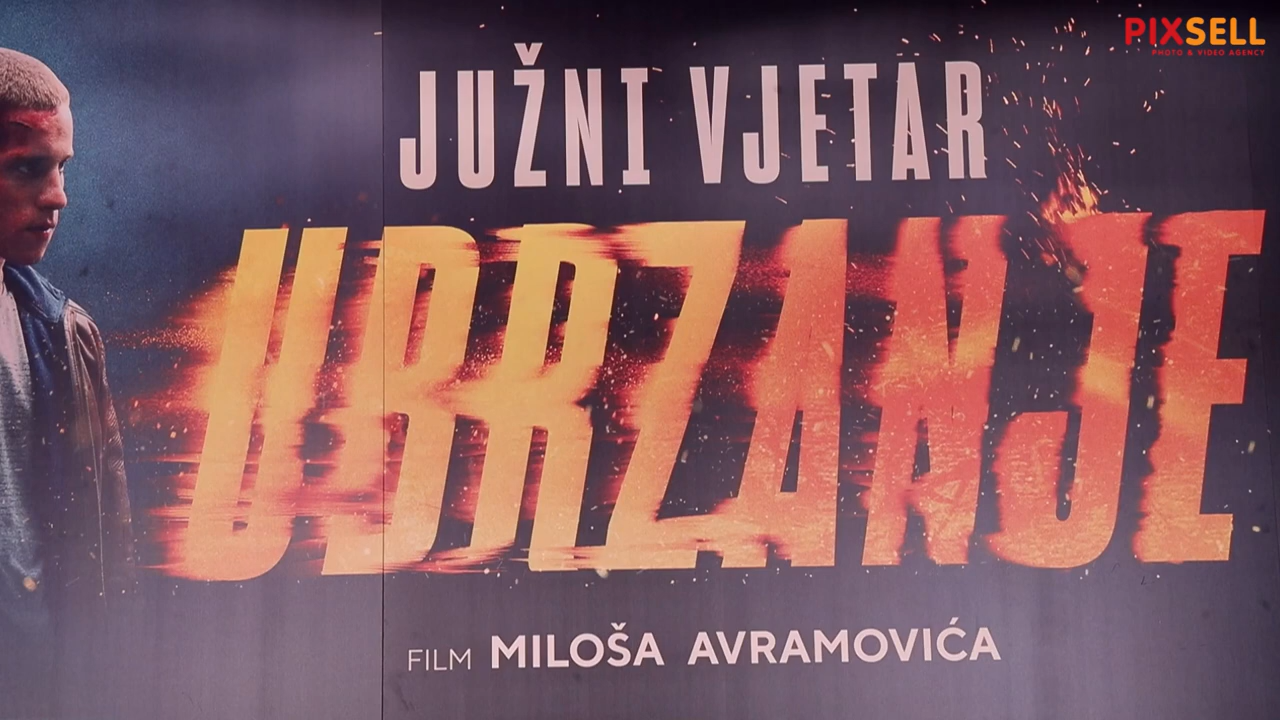 PIXSELL
PHOTO & VIDEO AGENCY
JUŽNI VJETAR
UBRZANJE
FILM MILOŠA AVRAMOVIĆA